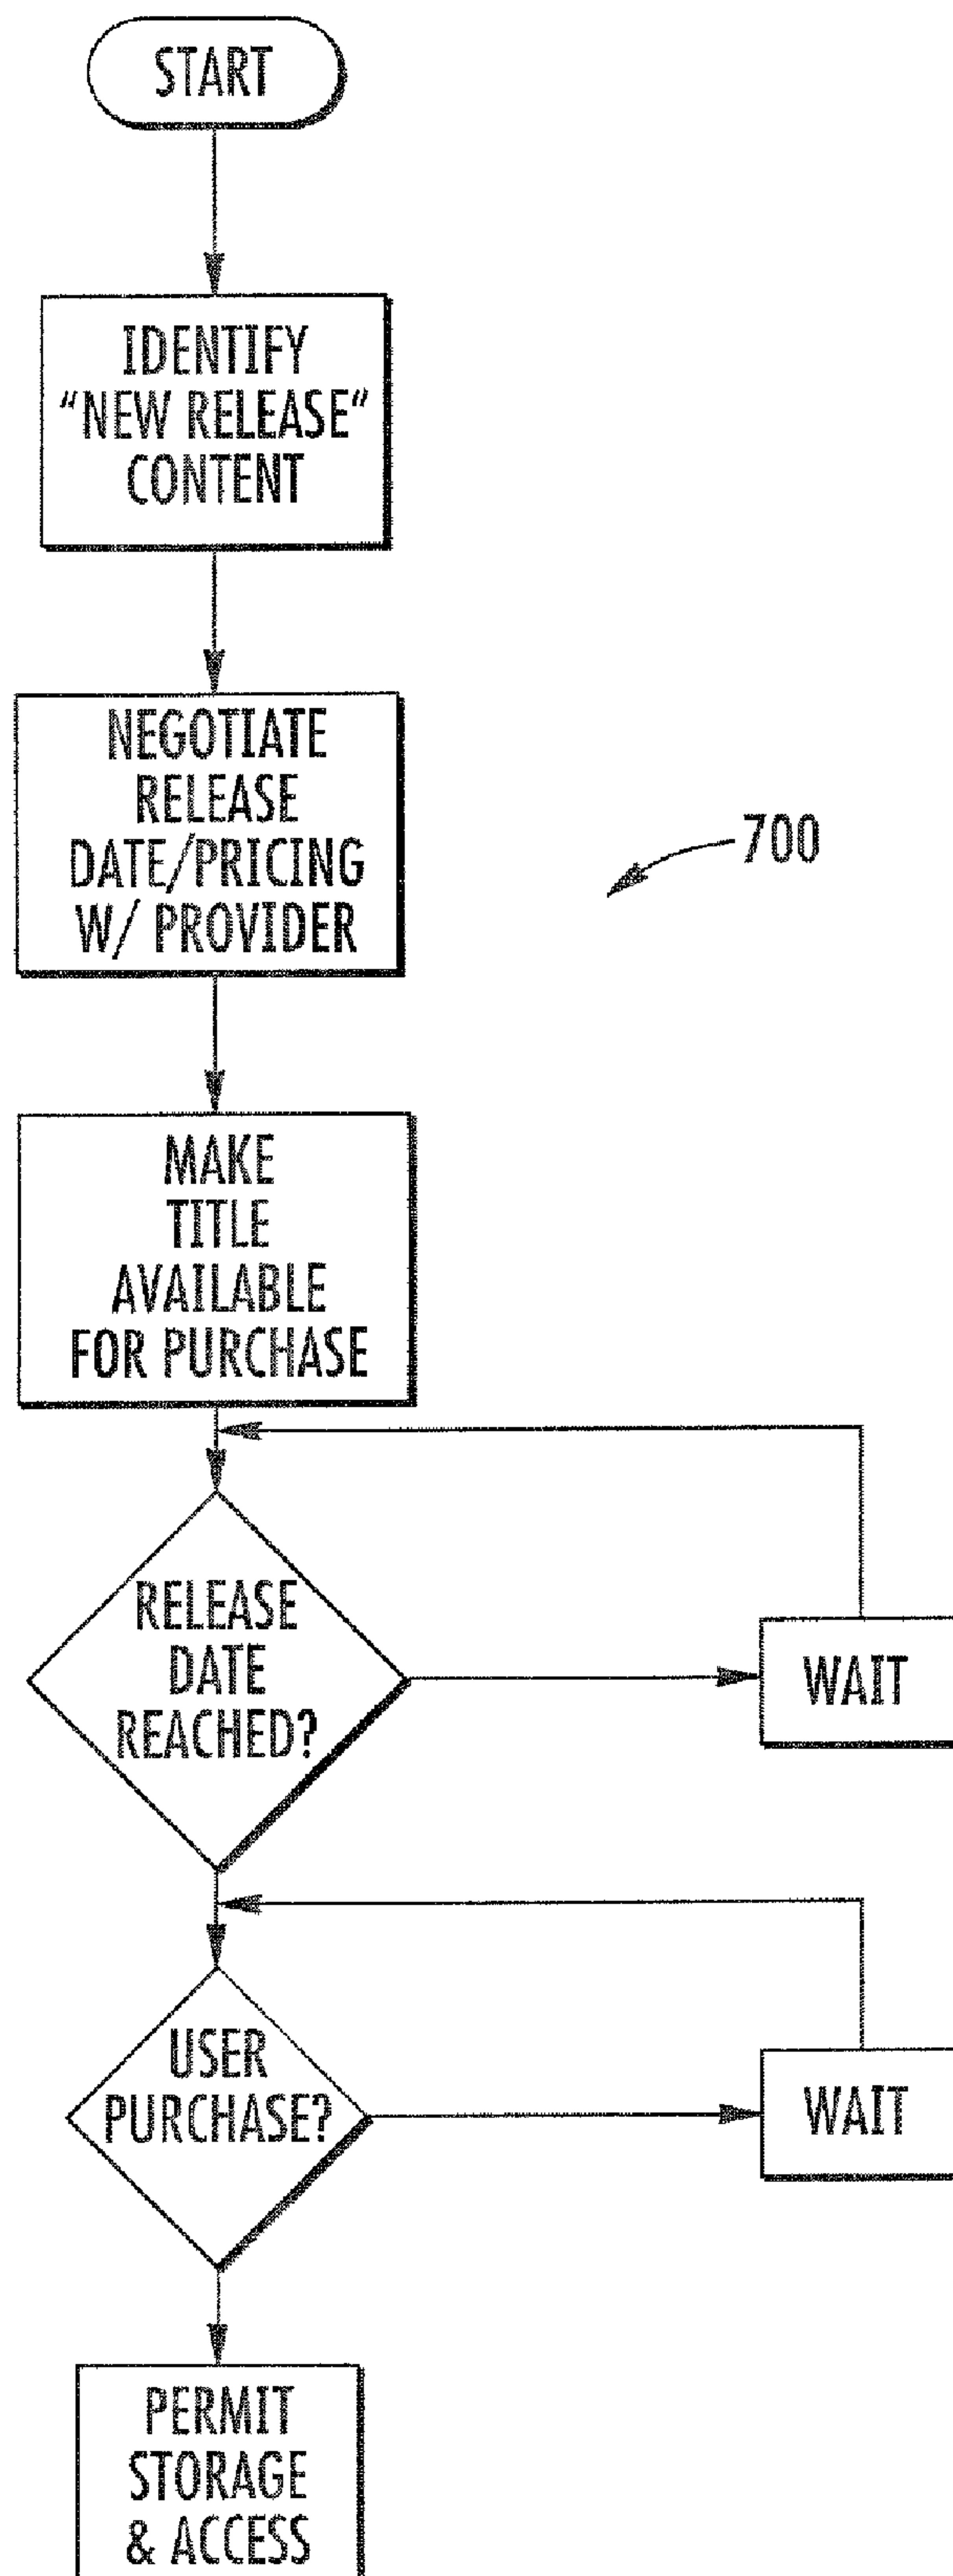 START
IDENTIFY
“NEW RELEASE“
CONTENT
NEGOTIATE
RELEASE
DATE/PRICING
W/ PROVIDER
700
MAKE
TITLE
AVAILABLE
FOR PURCHASE
RELEASE
DATE
REACHED?
WAIT
USER
PURCHASE?
WAIT
PERMIT
STORAGE
& ACCESS